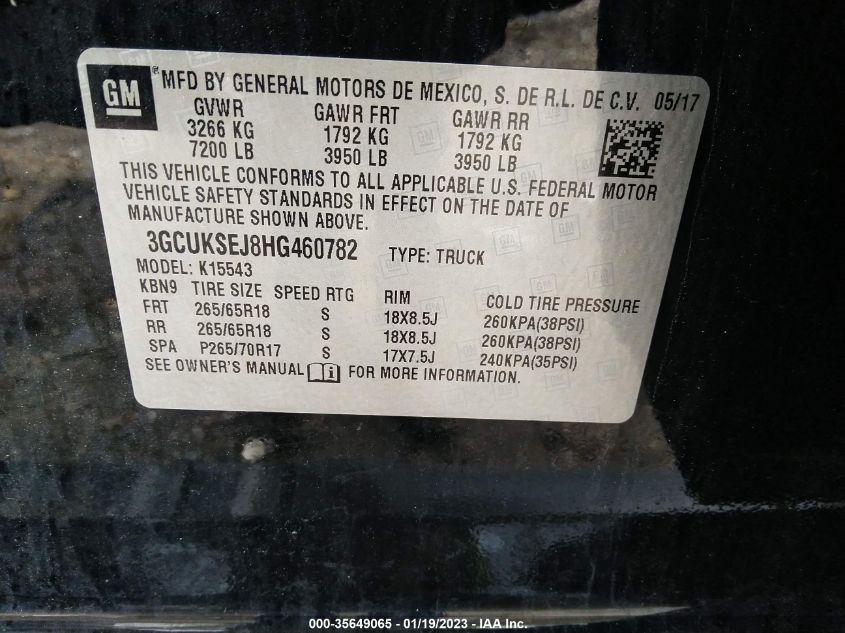 GM ® MFD BY GENERAL MOTORS DE MEXICO, S. DE R.L. DE C.V. 05/17
GVWR GAWR FRT GAWR RR
3266 KG 1792 KG 1792 KG
7200 LB 3950 LB 3950 LB
THIS VEHICLE CONFORMS TO ALL APPLICABLE U.S. FEDERAL MOTOR
VEHICLE SAFETY STANDARDS IN EFFECT ON THE DATE OF
MANUFACTURE SHOWN ABOVE.
3GCUKSEJ8HG460782 TYPE: TRUCK
MODEL: K15543
KBN9 TIRE SIZE SPEED RTG RIM COLD TIRE PRESSURE
FRT 265/65R18 S 18X8.5J 260KPA(38PSI)
RR 265/65R18 S 18X8.5J 260KPA(38PSI)
SPA P265/70R17 S 17X7.5J 240KPA(35PSI)
SEE OWNER'S MANUAL i FOR MORE INFORMATION.
000-35649065 - 01/19/2023 - IAA Inc.